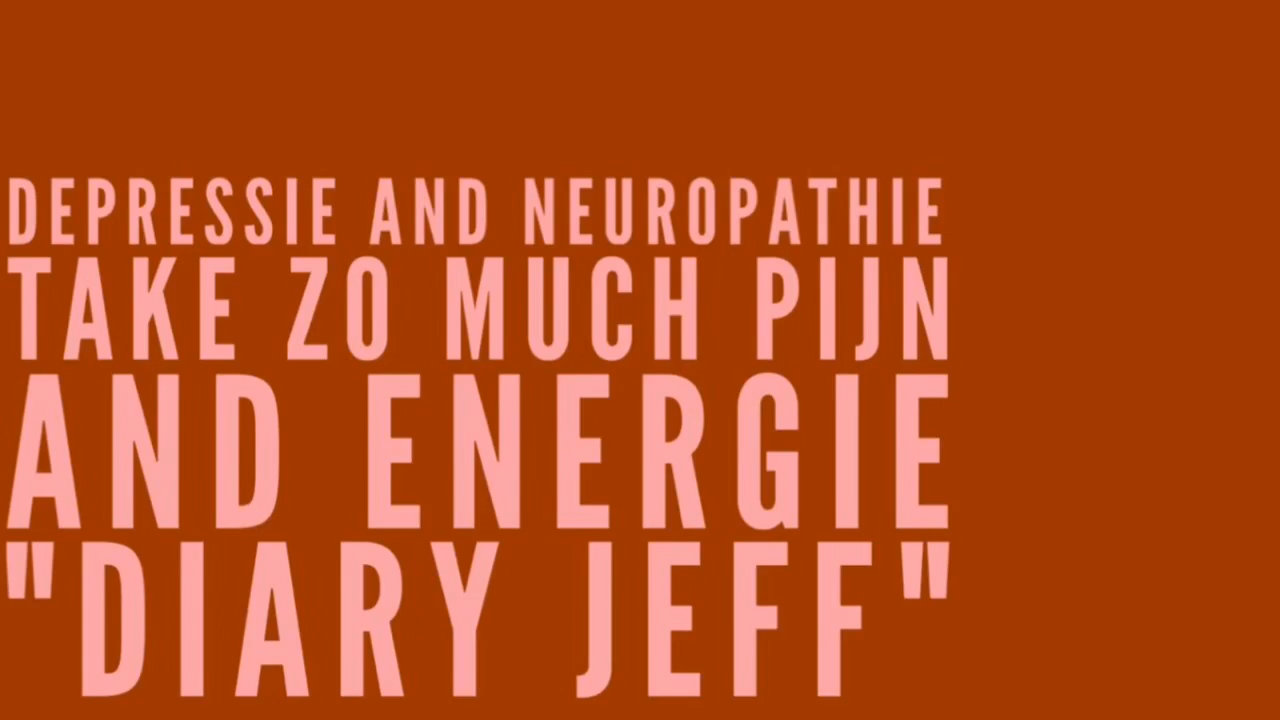 DEPRESSIE AND NEUROPATHIE
TAKE ZO MUCH PIJN
AND ENERGIE
"DIARY JEFF"